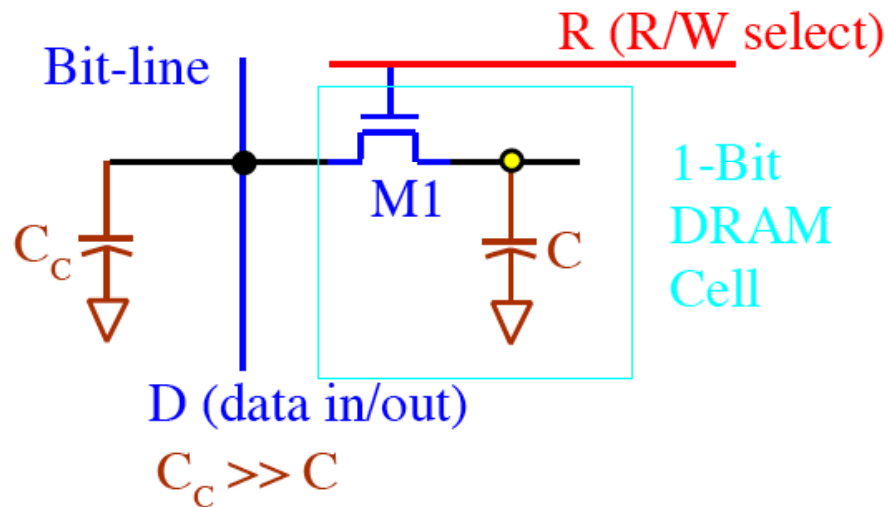 R (R/W select)
Bit-line
M1
1-Bit
DRAM
Cell
C_C
C
D (data in/out)
C_C >> C